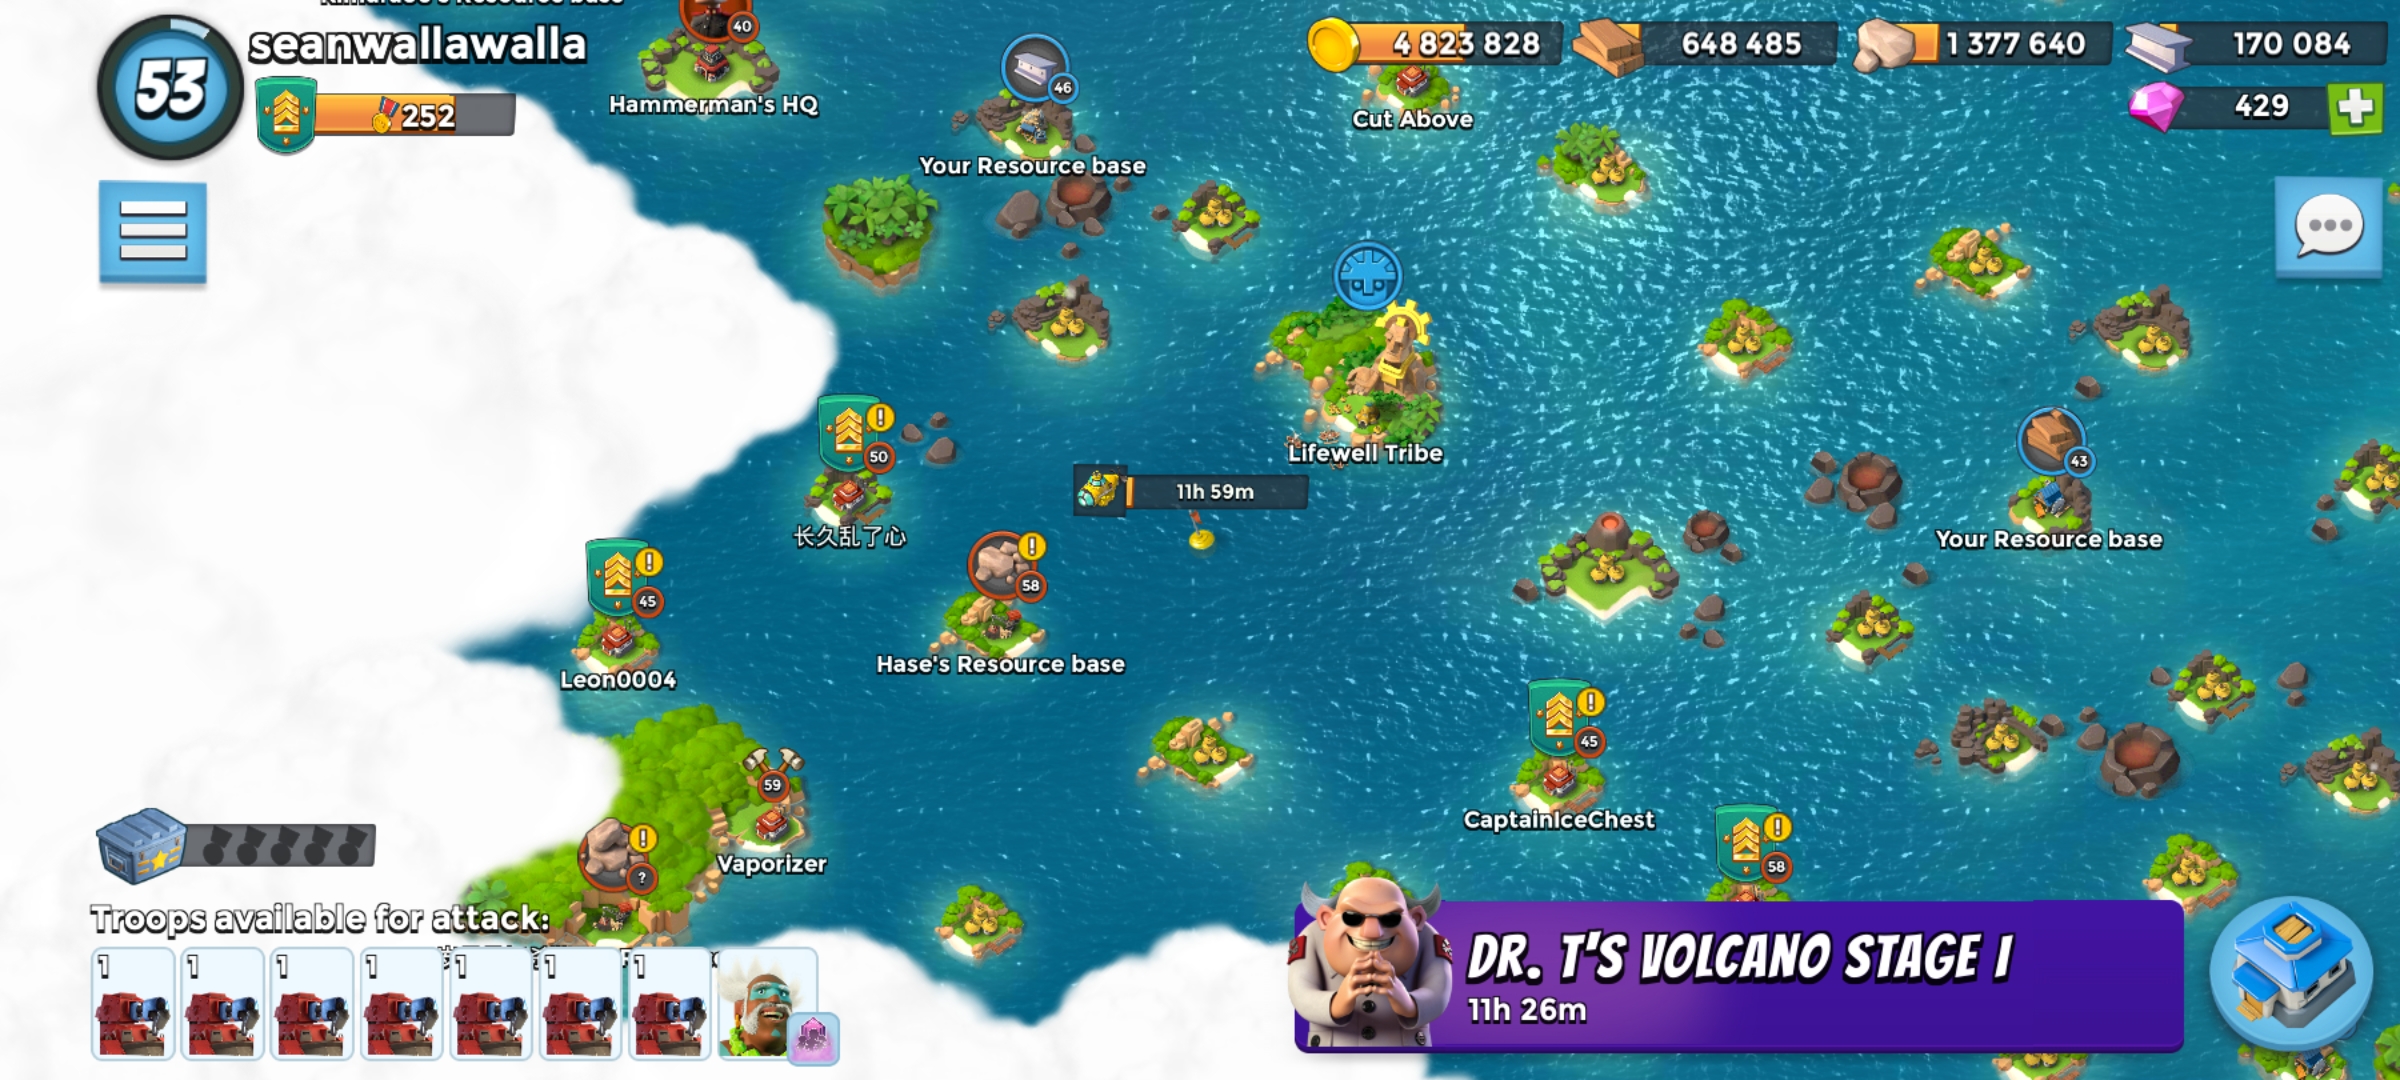 seanwallawalla
53
252
40
Hammerman's HQ
46
Your Resource base
Cut Above
4 823 828
648 485
1 377 640
170 084
429
Lifewell Tribe
50
长久乱了心
11h 59m
43
Your Resource base
45
Leon0004
58
Hase's Resource base
45
CaptainIceChest
59
Vaporizer
58
?
Troops available for attack:
1 1 1 1 1 1 1
DR. T'S VOLCANO STAGE I
11h 26m